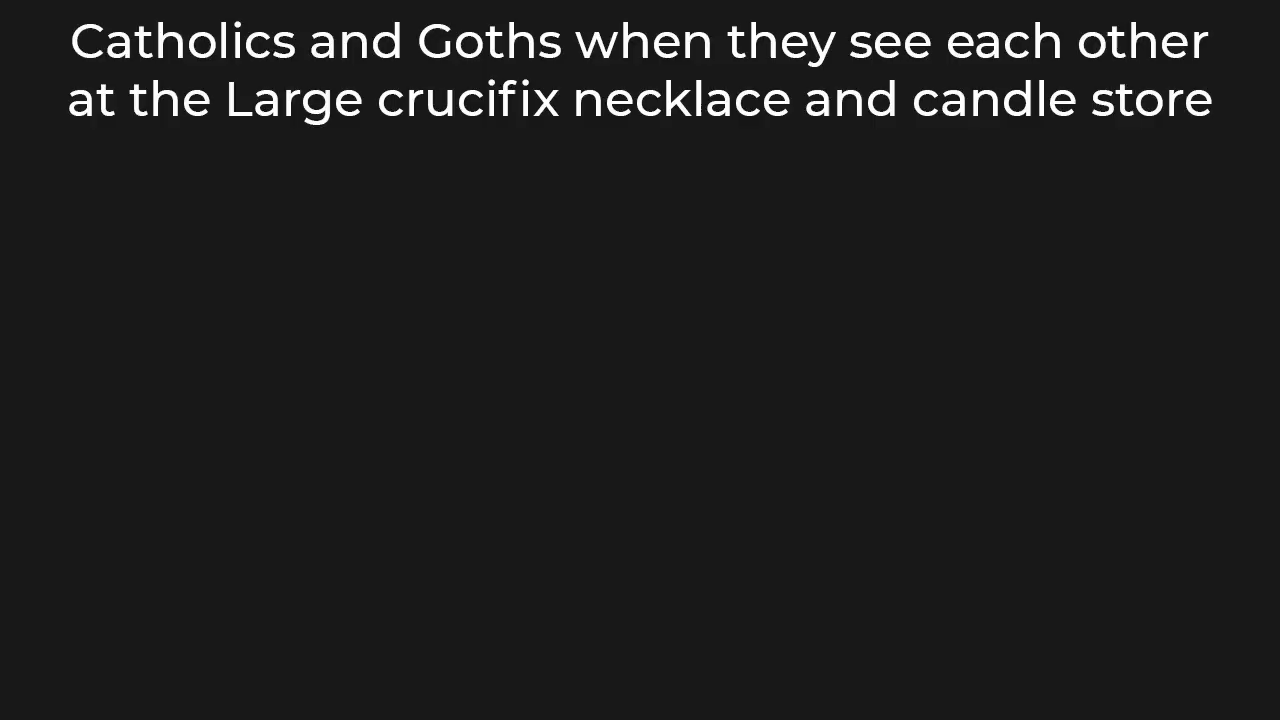 Catholics and Goths when they see each other
at the Large crucifix necklace and candle store